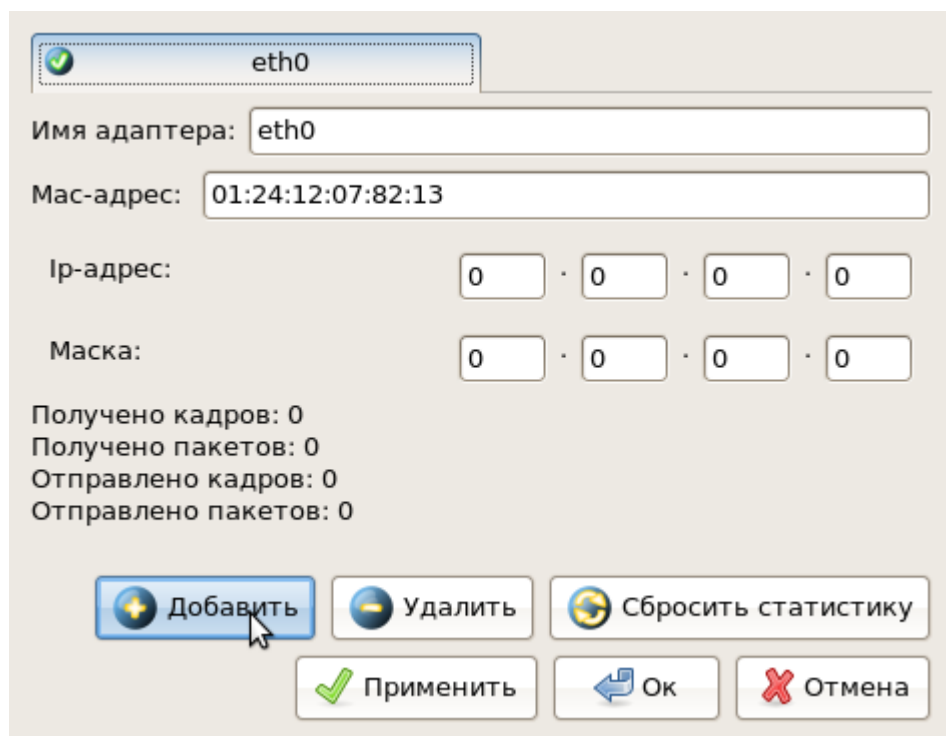 eth0
Имя адаптера: eth0
Mac-адрес: 01:24:12:07:82:13
Ip-адрес: 0 . 0 . 0 . 0
Маска: 0 . 0 . 0 . 0
Получено кадров: 0
Получено пакетов: 0
Отправлено кадров: 0
Отправлено пакетов: 0
Добавить Удалить Сбросить статистику
Применить Ок Отмена